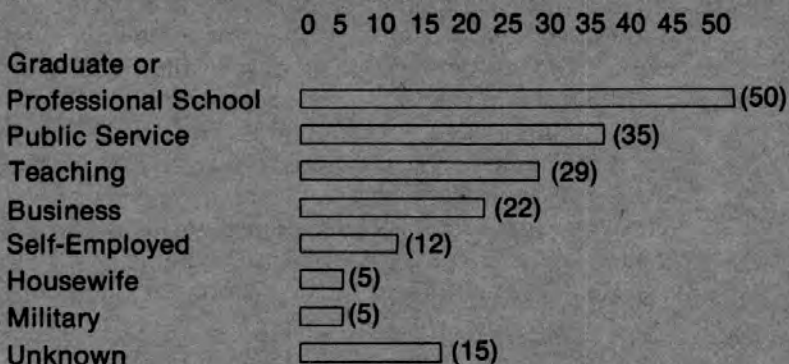 0 5 10 15 20 25 30 35 40 45 50
Graduate or
Professional School (50)
Public Service (35)
Teaching (29)
Business (22)
Self-Employed (12)
Housewife (5)
Military (5)
Unknown (15)